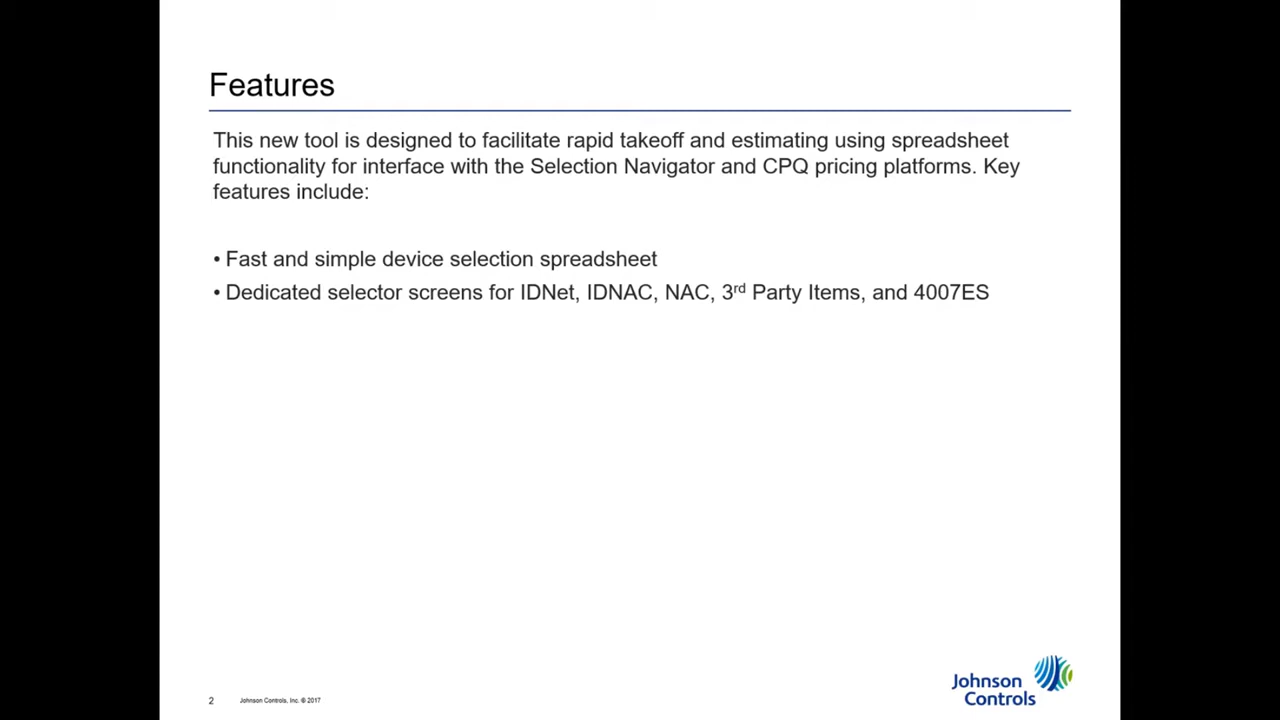 Features
This new tool is designed to facilitate rapid takeoff and estimating using spreadsheet
functionality for interface with the Selection Navigator and CPQ pricing platforms. Key
features include:
• Fast and simple device selection spreadsheet
• Dedicated selector screens for IDNet, IDNAC, NAC, 3rd Party Items, and 4007ES
Johnson
Controls
2 Johnson Controls, Inc. © 2017